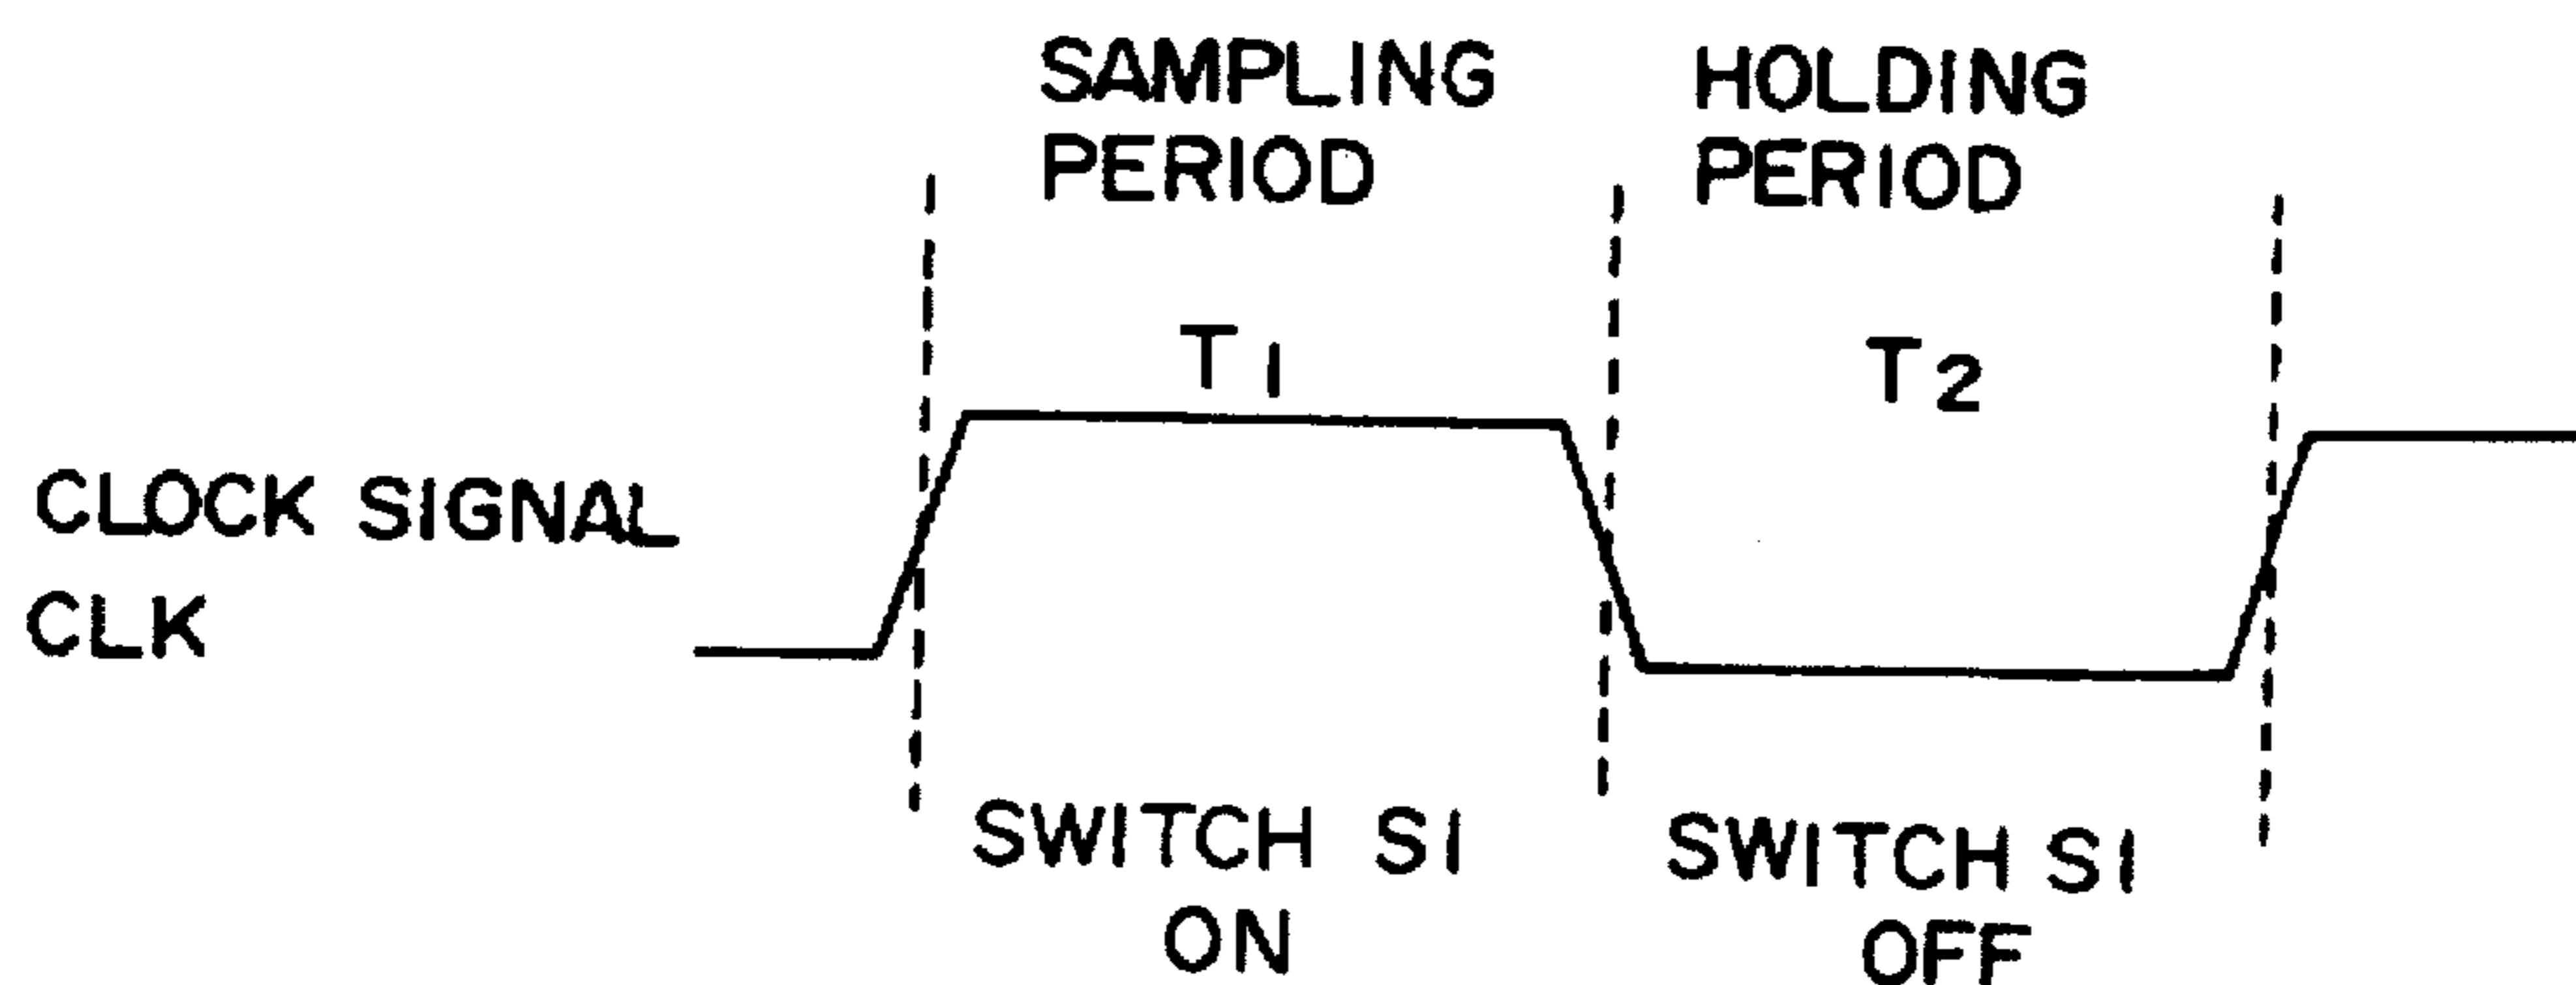 SAMPLING
PERIOD
HOLDING
PERIOD
T1
T2
CLOCK SIGNAL
CLK
SWITCH S1
ON
SWITCH S1
OFF